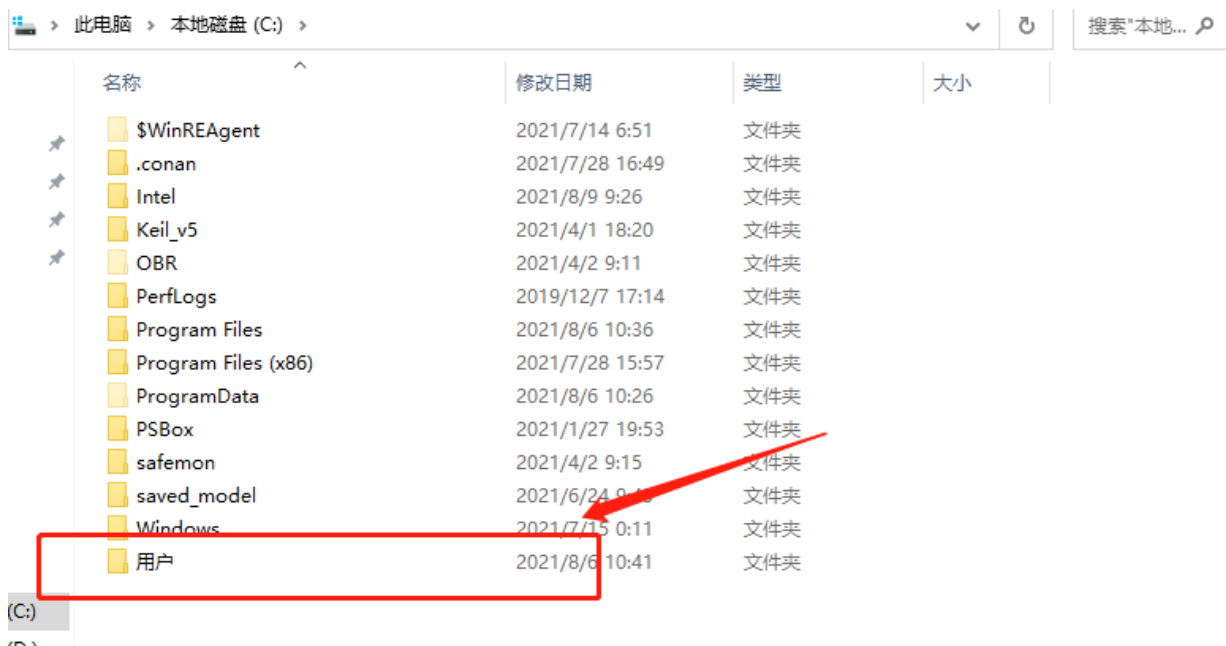 此电脑 > 本地磁盘 (C:) >
搜索"本地...
名称 修改日期 类型 大小
$WinREAgent 2021/7/14 6:51 文件夹
.conan 2021/7/28 16:49 文件夹
Intel 2021/8/9 9:26 文件夹
Keil_v5 2021/4/1 18:20 文件夹
OBR 2021/4/2 9:11 文件夹
PerfLogs 2019/12/7 17:14 文件夹
Program Files 2021/8/6 10:36 文件夹
Program Files (x86) 2021/7/28 15:57 文件夹
ProgramData 2021/8/6 10:26 文件夹
PSBox 2021/1/27 19:53 文件夹
safemon 2021/4/2 9:15 文件夹
saved_model 2021/6/24 文件夹
Windows 2021/7/15 0:11 文件夹
用户 2021/8/6 10:41 文件夹
(C:)